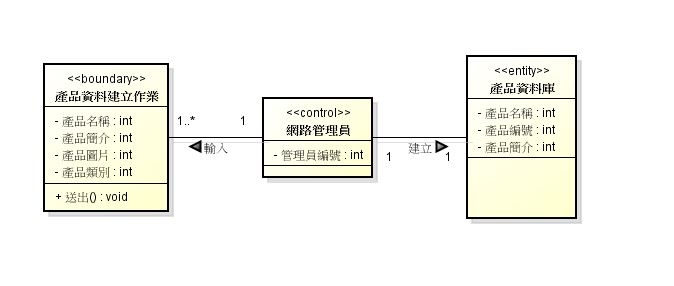 <<boundary>>
產品資料建立作業
- 產品名稱 : int
- 產品簡介 : int
- 產品圖片 : int
- 產品類別 : int
+ 送出() : void
1..*
1
輸入
<<control>>
網路管理員
- 管理員編號 : int
1
建立
1
<<entity>>
產品資料庫
- 產品名稱 : int
- 產品編號 : int
- 產品簡介 : int